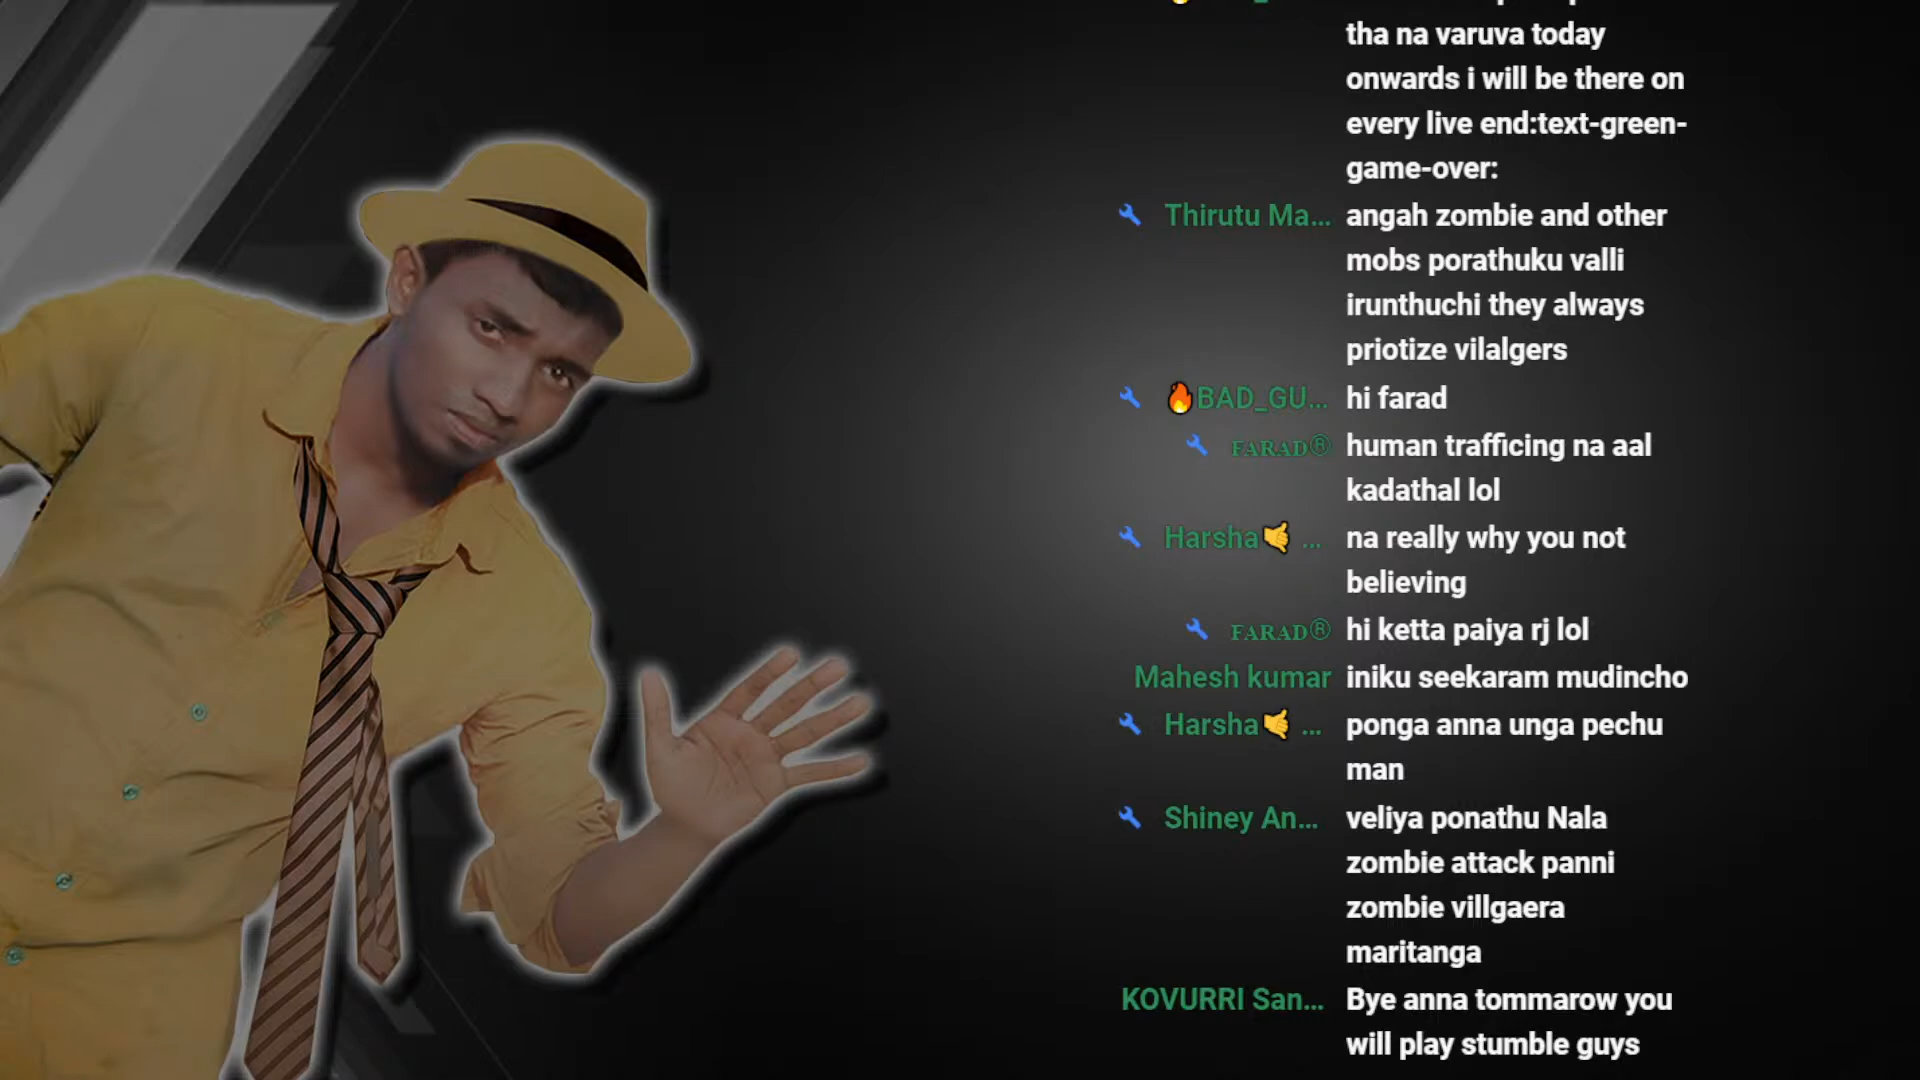 tha na varuva today
onwards i will be there on
every live end:text-green-
game-over:
Thirutu Ma... angah zombie and other
mobs porathuku valli
irunthuchi they always
priotize vilalgers
🔥BAD_GU... hi farad
ꜰᴀʀᴀᴅ® human trafficing na aal
kadathal lol
Harsha🤙 ... na really why you not
believing
ꜰᴀʀᴀᴅ® hi ketta paiya rj lol
Mahesh kumar iniku seekaram mudincho
Harsha🤙 ... ponga anna unga pechu
man
Shiney An... veliya ponathu Nala
zombie attack panni
zombie villgaera
maritanga
KOVURRI San... Bye anna tommarow you
will play stumble guys